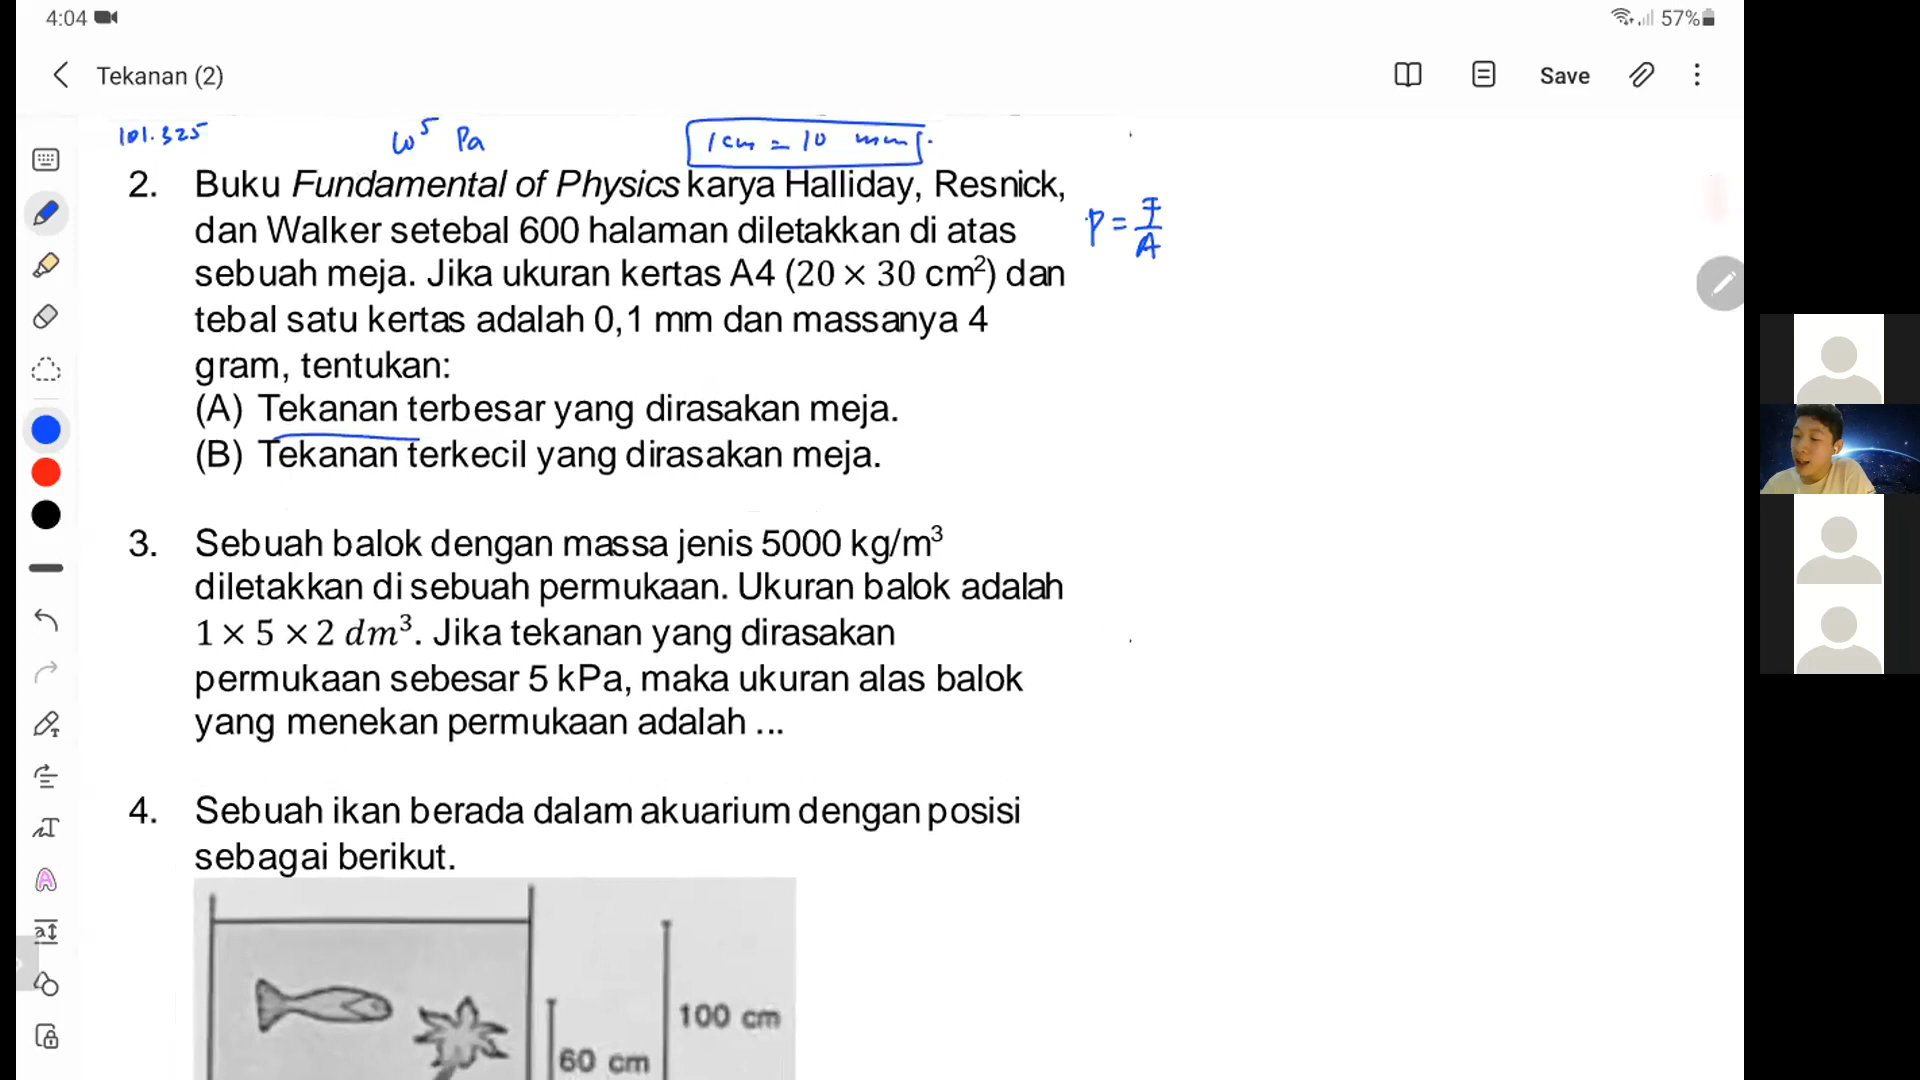 4:04
57%
Tekanan (2)
Save
101.325
10⁵ Pa
1 cm = 10 mm
2. Buku Fundamental of Physics karya Halliday, Resnick,
dan Walker setebal 600 halaman diletakkan di atas
sebuah meja. Jika ukuran kertas A4 (20 × 30 cm²) dan
tebal satu kertas adalah 0,1 mm dan massanya 4
gram, tentukan:
(A) Tekanan terbesar yang dirasakan meja.
(B) Tekanan terkecil yang dirasakan meja.
P = F/A
3. Sebuah balok dengan massa jenis 5000 kg/m³
diletakkan di sebuah permukaan. Ukuran balok adalah
1 × 5 × 2 dm³. Jika tekanan yang dirasakan
permukaan sebesar 5 kPa, maka ukuran alas balok
yang menekan permukaan adalah ...
4. Sebuah ikan berada dalam akuarium dengan posisi
sebagai berikut.
100 cm
60 cm